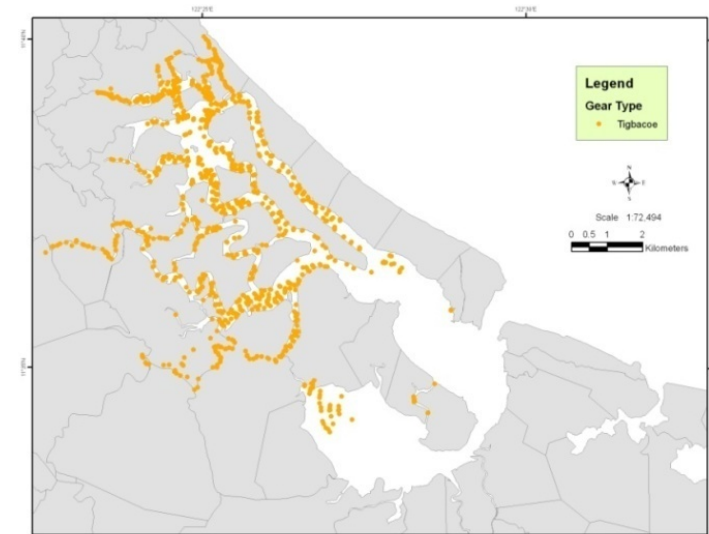 Legend
Gear Type
Tigbacoe
N
S E
S
Scale 1:72,494
0 0.5 1 2
Kilometers